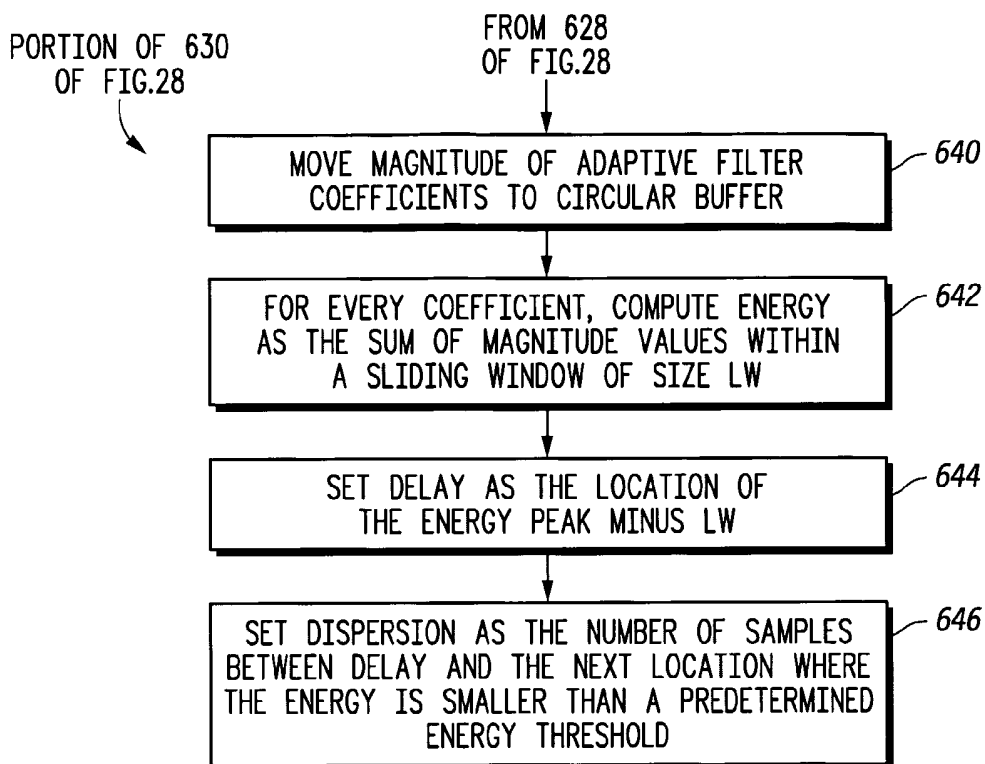 PORTION OF 630
OF FIG.28
FROM 628
OF FIG.28
MOVE MAGNITUDE OF ADAPTIVE FILTER
COEFFICIENTS TO CIRCULAR BUFFER
640
FOR EVERY COEFFICIENT, COMPUTE ENERGY
AS THE SUM OF MAGNITUDE VALUES WITHIN
A SLIDING WINDOW OF SIZE LW
642
SET DELAY AS THE LOCATION OF
THE ENERGY PEAK MINUS LW
644
SET DISPERSION AS THE NUMBER OF SAMPLES
BETWEEN DELAY AND THE NEXT LOCATION WHERE
THE ENERGY IS SMALLER THAN A PREDETERMINED
ENERGY THRESHOLD
646